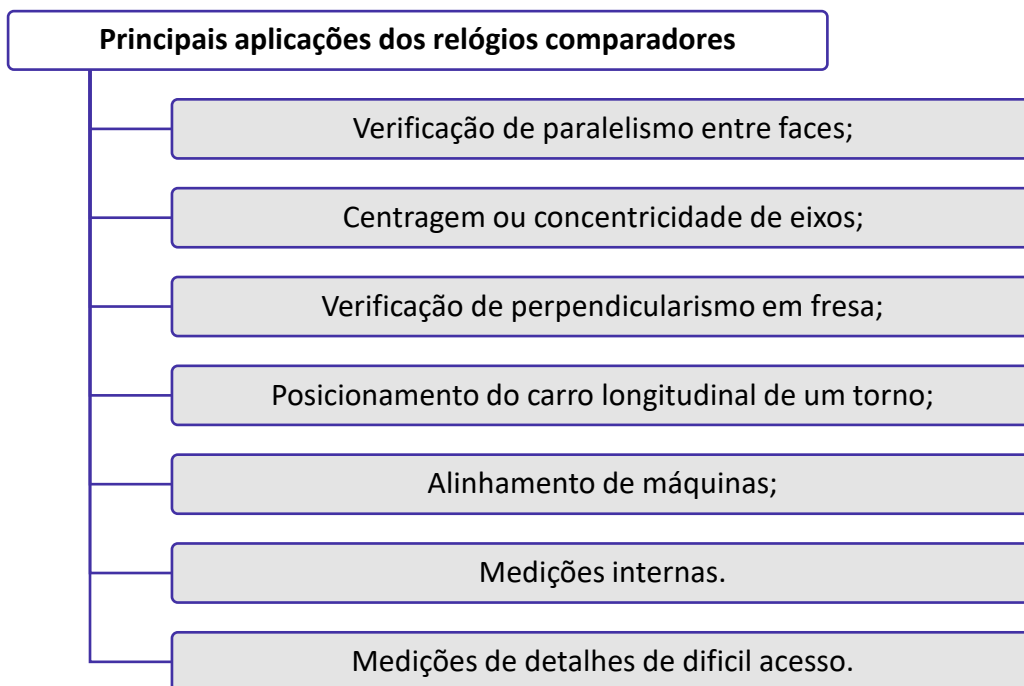 Principais aplicações dos relógios comparadores
Verificação de paralelismo entre faces;
Centragem ou concentricidade de eixos;
Verificação de perpendicularismo em fresa;
Posicionamento do carro longitudinal de um torno;
Alinhamento de máquinas;
Medições internas.
Medições de detalhes de dificil acesso.